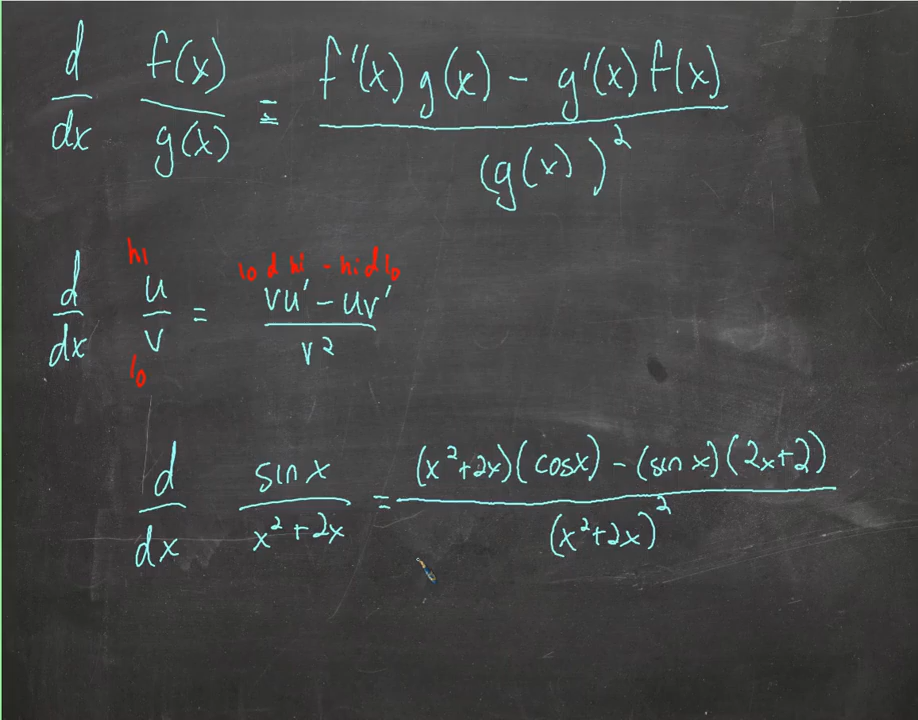 d/dx f(x)/g(x) = (f'(x) g(x) - g'(x) f(x))/(g(x))²
hi
lo d hi - hi d lo
d/dx u/v = (vu' - uv')/v²
lo
d/dx sin x/(x² + 2x) = ((x²+2x)(cosx) - (sin x)(2x+2))/(x²+2x)²